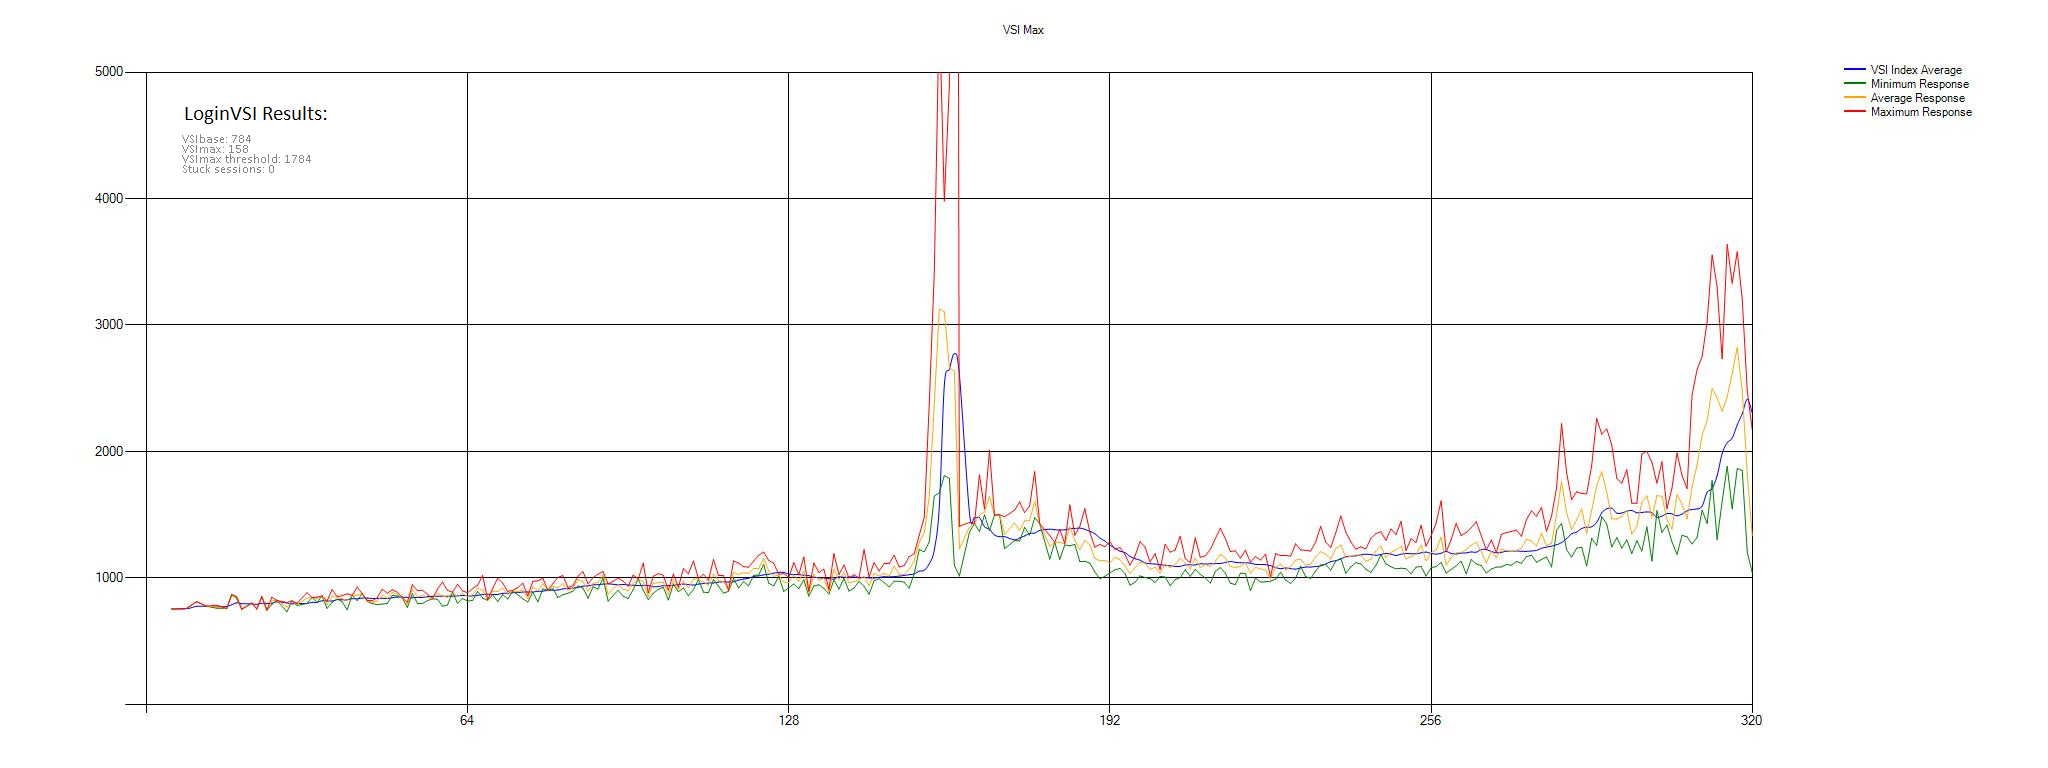 VSI Max
5000
4000
3000
2000
1000
LoginVSI Results:
VSIbase: 784
VSImax: 158
VSImax threshold: 1784
Stuck sessions: 0
VSI Index Average
Minimum Response
Average Response
Maximum Response
64 128 192 256 320